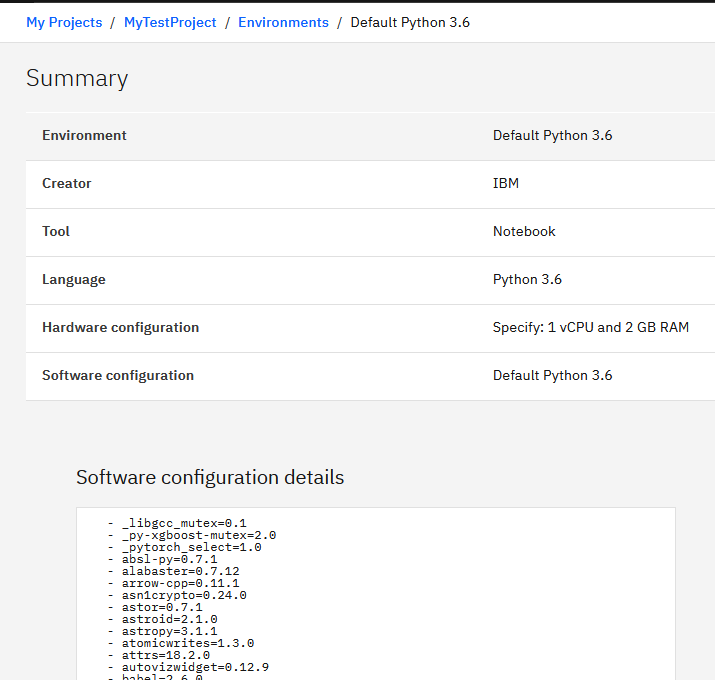 My Projects / MyTestProject / Environments / Default Python 3.6
Summary
Environment Default Python 3.6
Creator IBM
Tool Notebook
Language Python 3.6
Hardware configuration Specify: 1 vCPU and 2 GB RAM
Software configuration Default Python 3.6
Software configuration details
- _libgcc_mutex=0.1
- _py-xgboost-mutex=2.0
- _pytorch_select=1.0
- absl-py=0.7.1
- alabaster=0.7.12
- arrow-cpp=0.11.1
- asn1crypto=0.24.0
- astor=0.7.1
- astroid=2.1.0
- astropy=3.1.1
- atomicwrites=1.3.0
- attrs=18.2.0
- autovizwidget=0.12.9
- babel=2.6.0